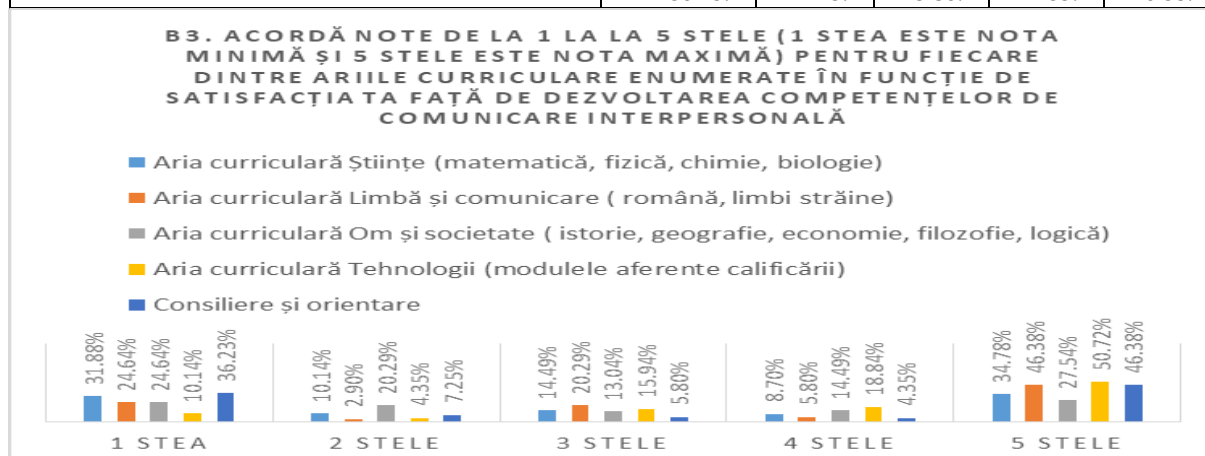 B3. ACORDĂ NOTE DE LA 1 LA LA 5 STELE (1 STEA ESTE NOTA
MINIMĂ ȘI 5 STELE ESTE NOTA MAXIMĂ) PENTRU FIECARE
DINTRE ARIILE CURRICULARE ENUMERATE ÎN FUNCȚIE DE
SATISFACȚIA TA FAȚĂ DE DEZVOLTAREA COMPETENȚELOR DE
COMUNICARE INTERPERSONALĂ
Aria curriculară Științe (matematică, fizică, chimie, biologie)
Aria curriculară Limbă și comunicare ( română, limbi străine)
Aria curriculară Om și societate ( istorie, geografie, economie, filozofie, logică)
Aria curriculară Tehnologii (modulele aferente calificării)
Consiliere și orientare
31.88% 24.64% 24.64% 10.14% 36.23%
10.14% 2.90% 20.29% 4.35% 7.25%
14.49% 20.29% 13.04% 15.94% 5.80%
8.70% 5.80% 14.49% 18.84% 4.35%
34.78% 46.38% 27.54% 50.72% 46.38%
1 STEA 2 STELE 3 STELE 4 STELE 5 STELE